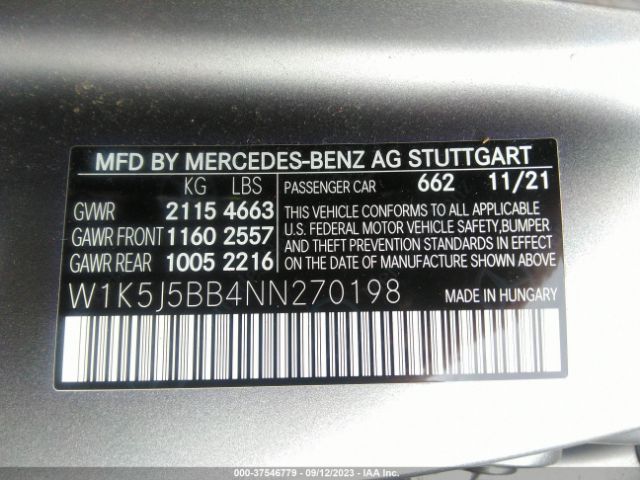 MFD BY MERCEDES-BENZ AG STUTTGART
KG LBS
GVWR 2115 4663
GAWR FRONT 1160 2557
GAWR REAR 1005 2216
PASSENGER CAR 662 11/21
THIS VEHICLE CONFORMS TO ALL APPLICABLE
U.S. FEDERAL MOTOR VEHICLE SAFETY, BUMPER
AND THEFT PREVENTION STANDARDS IN EFFECT
ON THE DATE OF MANUFACTURE SHOWN ABOVE.
W1K5J5BB4NN270198 MADE IN HUNGARY
000-37546779 - 09/12/2023 - IAA Inc.